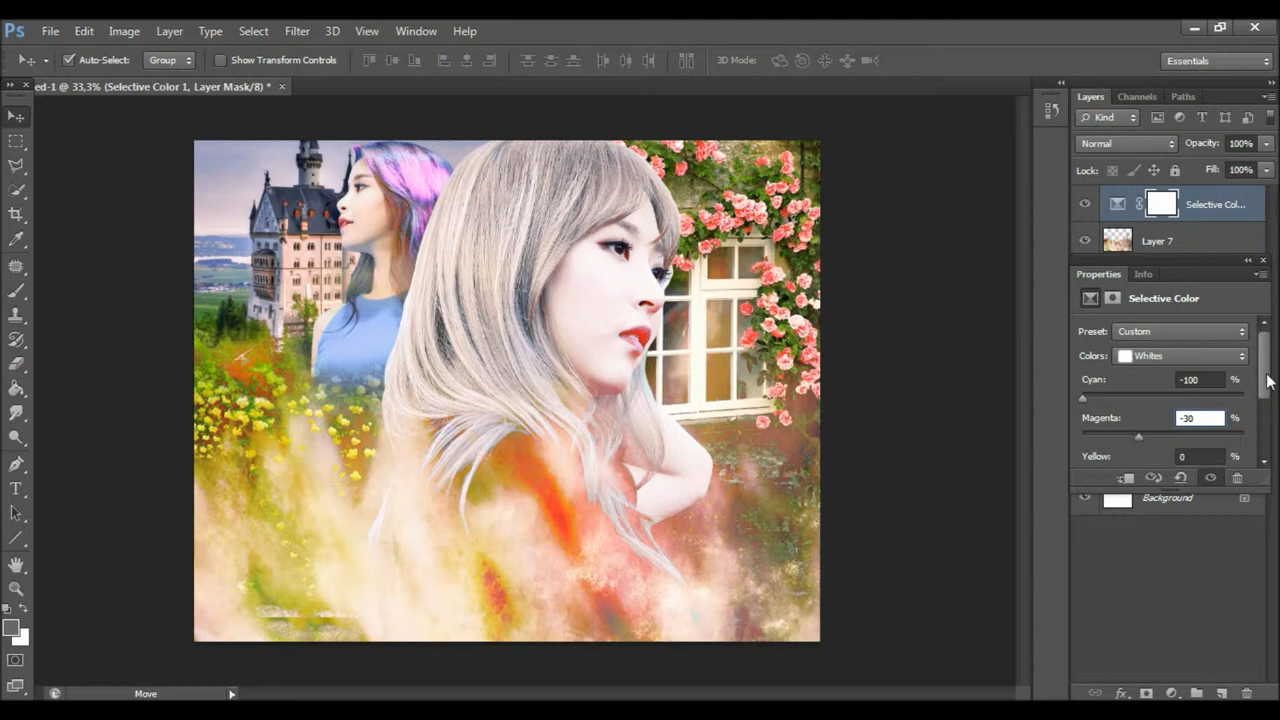 Ps File Edit Image Layer Type Select Filter 3D View Window Help
Auto-Select: Group Show Transform Controls 3D Mode: Essentials
ed-1 @ 33,3% (Selective Color 1, Layer Mask/8) * ×
Layers Channels Paths
Kind
Normal Opacity: 100%
Lock: Fill: 100%
Selective Col...
Layer 7
Properties Info
Selective Color
Preset: Custom
Colors: Whites
Cyan: -100 %
Magenta: -30 %
Yellow: 0 %
Background
Move